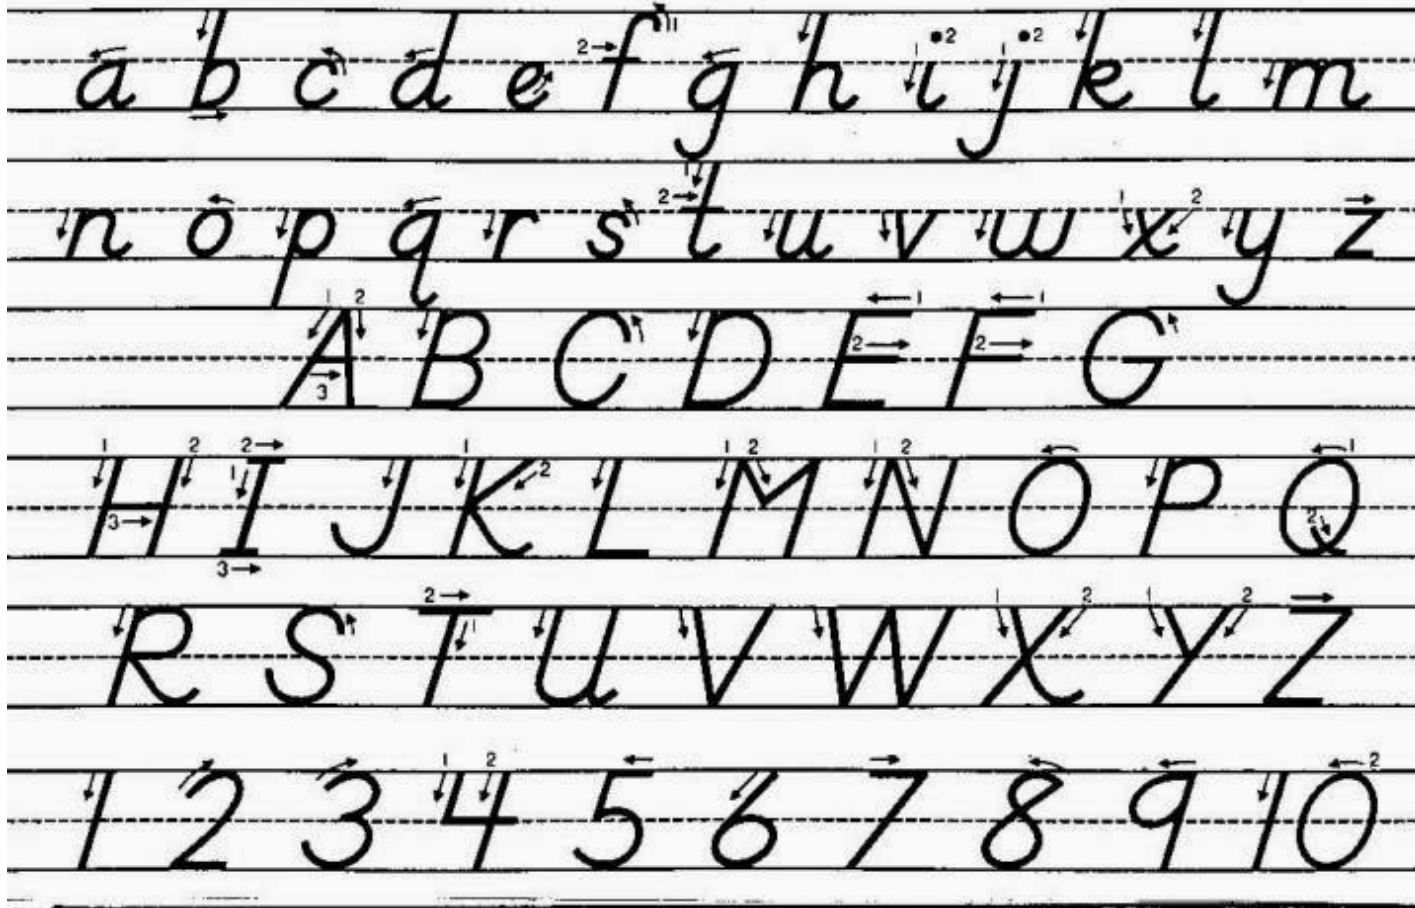 a b c d e f g h i j k l m
n o p q r s t u v w x y z
A B C D E F G
H I J K L M N O P Q
R S T U V W X Y Z
1 2 3 4 5 6 7 8 9 10